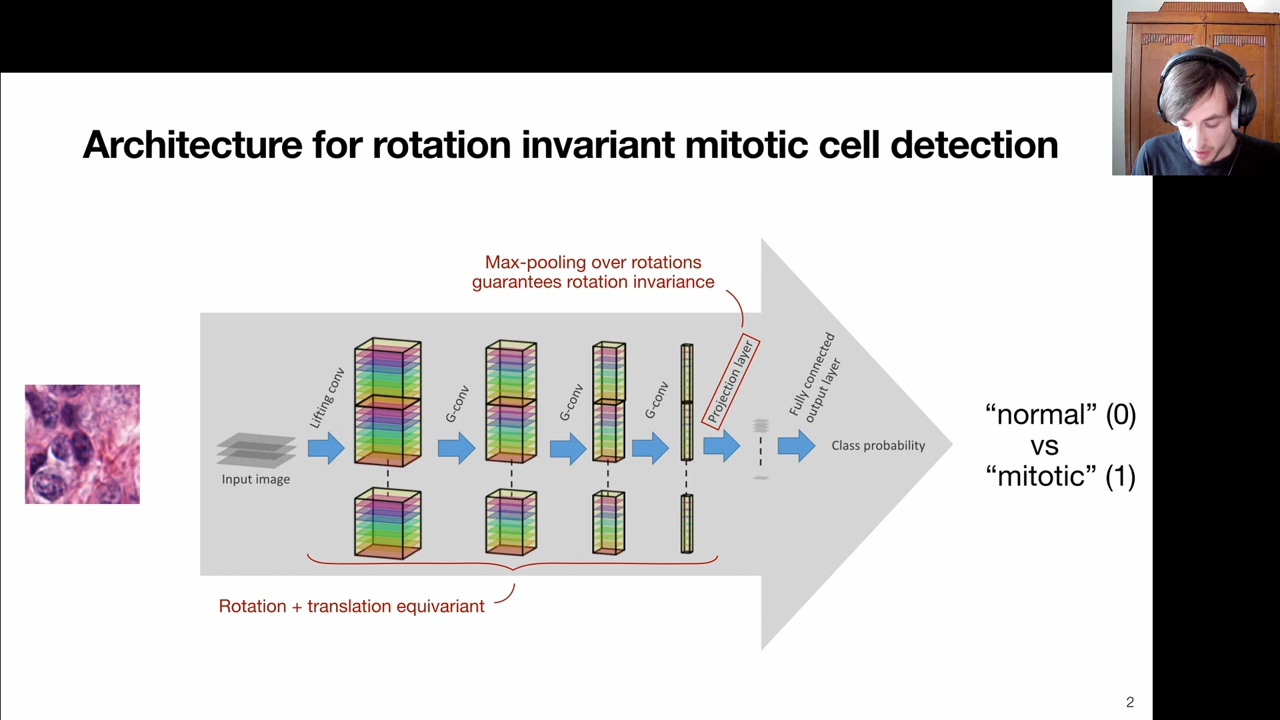 Architecture for rotation invariant mitotic cell detection
Max-pooling over rotations
guarantees rotation invariance
Lifting conv
G-conv
G-conv
G-conv
Projection layer
Fully connected
output layer
Input image
Class probability
“normal” (0)
vs
“mitotic” (1)
Rotation + translation equivariant
2